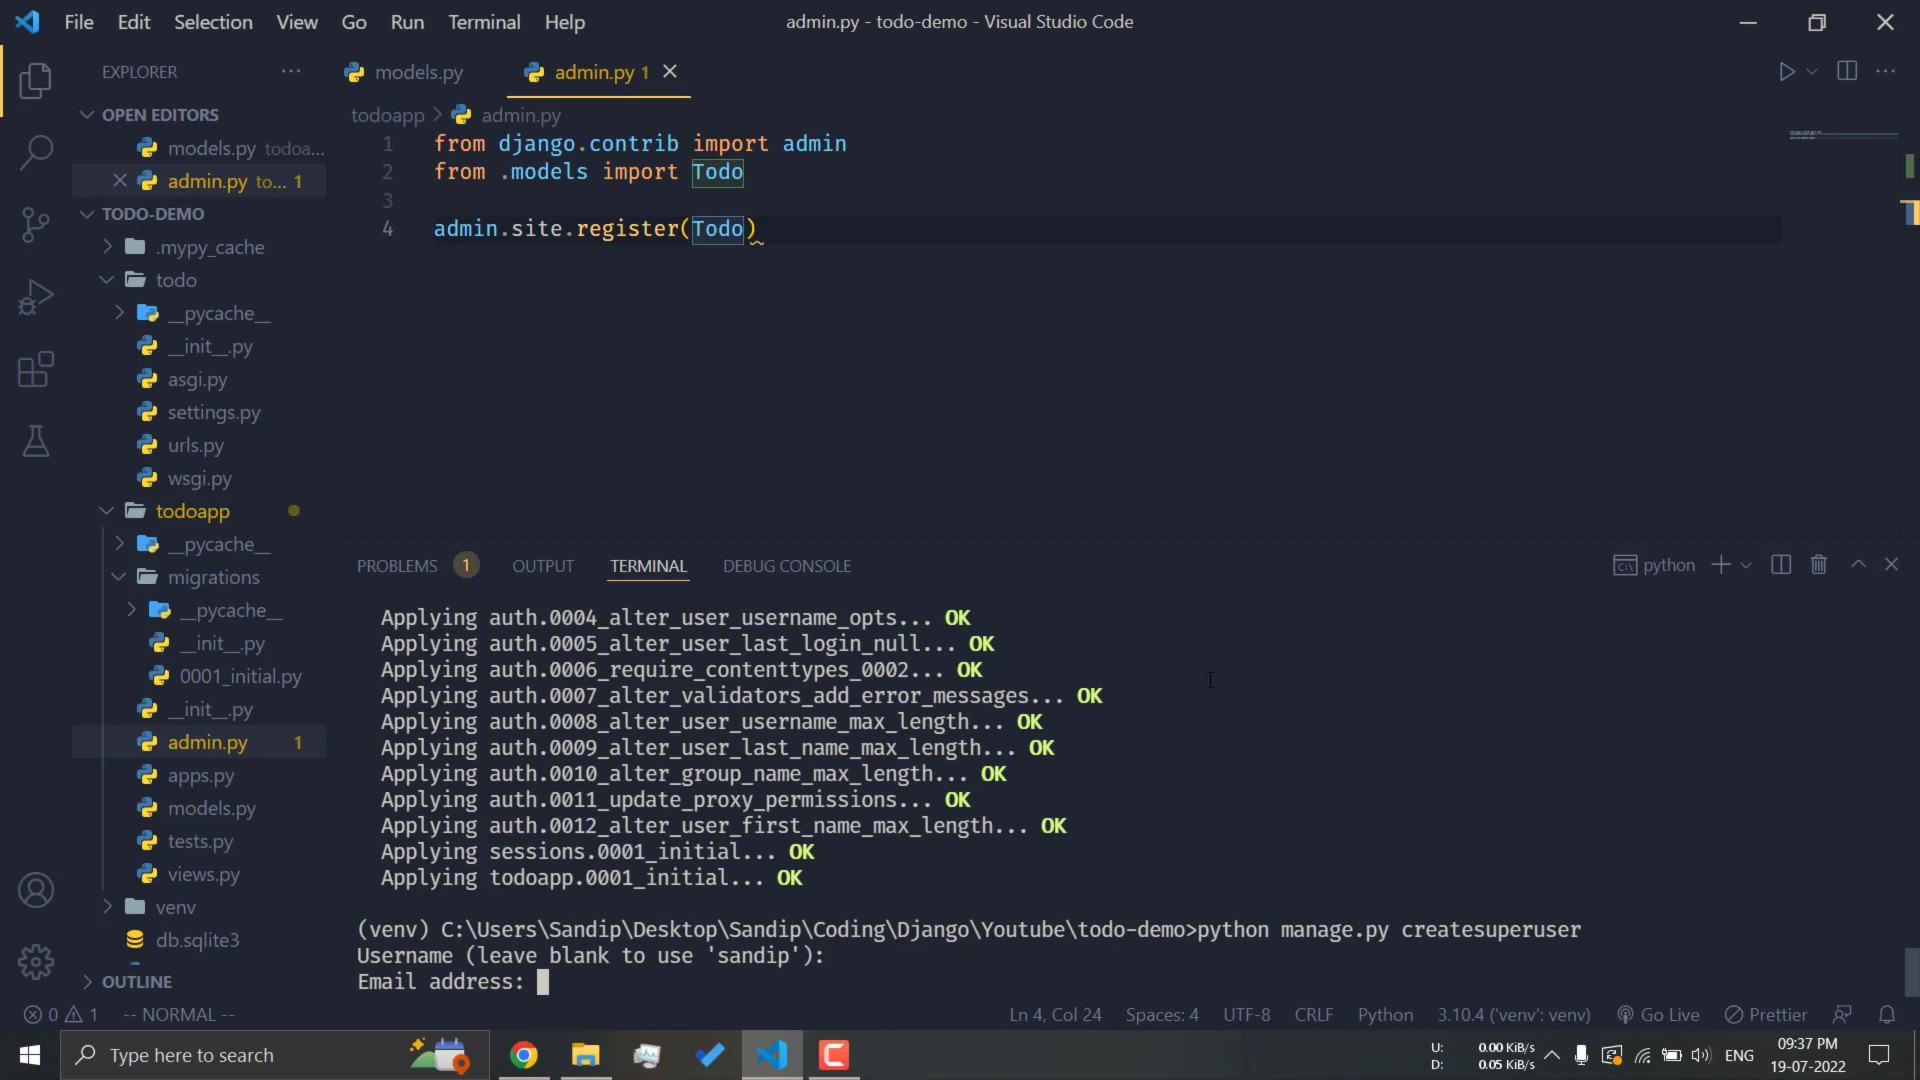 File Edit Selection View Go Run Terminal Help
admin.py - todo-demo - Visual Studio Code
EXPLORER
OPEN EDITORS
models.py todoa...
admin.py to... 1
TODO-DEMO
.mypy_cache
todo
__pycache__
__init__.py
asgi.py
settings.py
urls.py
wsgi.py
todoapp
__pycache__
migrations
__pycache__
__init__.py
0001_initial.py
__init__.py
admin.py 1
apps.py
models.py
tests.py
views.py
venv
db.sqlite3
OUTLINE
models.py admin.py 1
todoapp > admin.py
1 from django.contrib import admin
2 from .models import Todo
3
4 admin.site.register(Todo)
PROBLEMS 1 OUTPUT TERMINAL DEBUG CONSOLE
python
Applying auth.0004_alter_user_username_opts... OK
Applying auth.0005_alter_user_last_login_null... OK
Applying auth.0006_require_contenttypes_0002... OK
Applying auth.0007_alter_validators_add_error_messages... OK
Applying auth.0008_alter_user_username_max_length... OK
Applying auth.0009_alter_user_last_name_max_length... OK
Applying auth.0010_alter_group_name_max_length... OK
Applying auth.0011_update_proxy_permissions... OK
Applying auth.0012_alter_user_first_name_max_length... OK
Applying sessions.0001_initial... OK
Applying todoapp.0001_initial... OK
(venv) C:\Users\Sandip\Desktop\Sandip\Coding\Django\Youtube\todo-demo>python manage.py createsuperuser
Username (leave blank to use 'sandip'):
Email address:
0 1 -- NORMAL -- Ln 4, Col 24 Spaces: 4 UTF-8 CRLF Python 3.10.4 ('venv': venv) Go Live Prettier
Type here to search
U: 0.00 KiB/s
D: 0.05 KiB/s
ENG
09:37 PM
19-07-2022